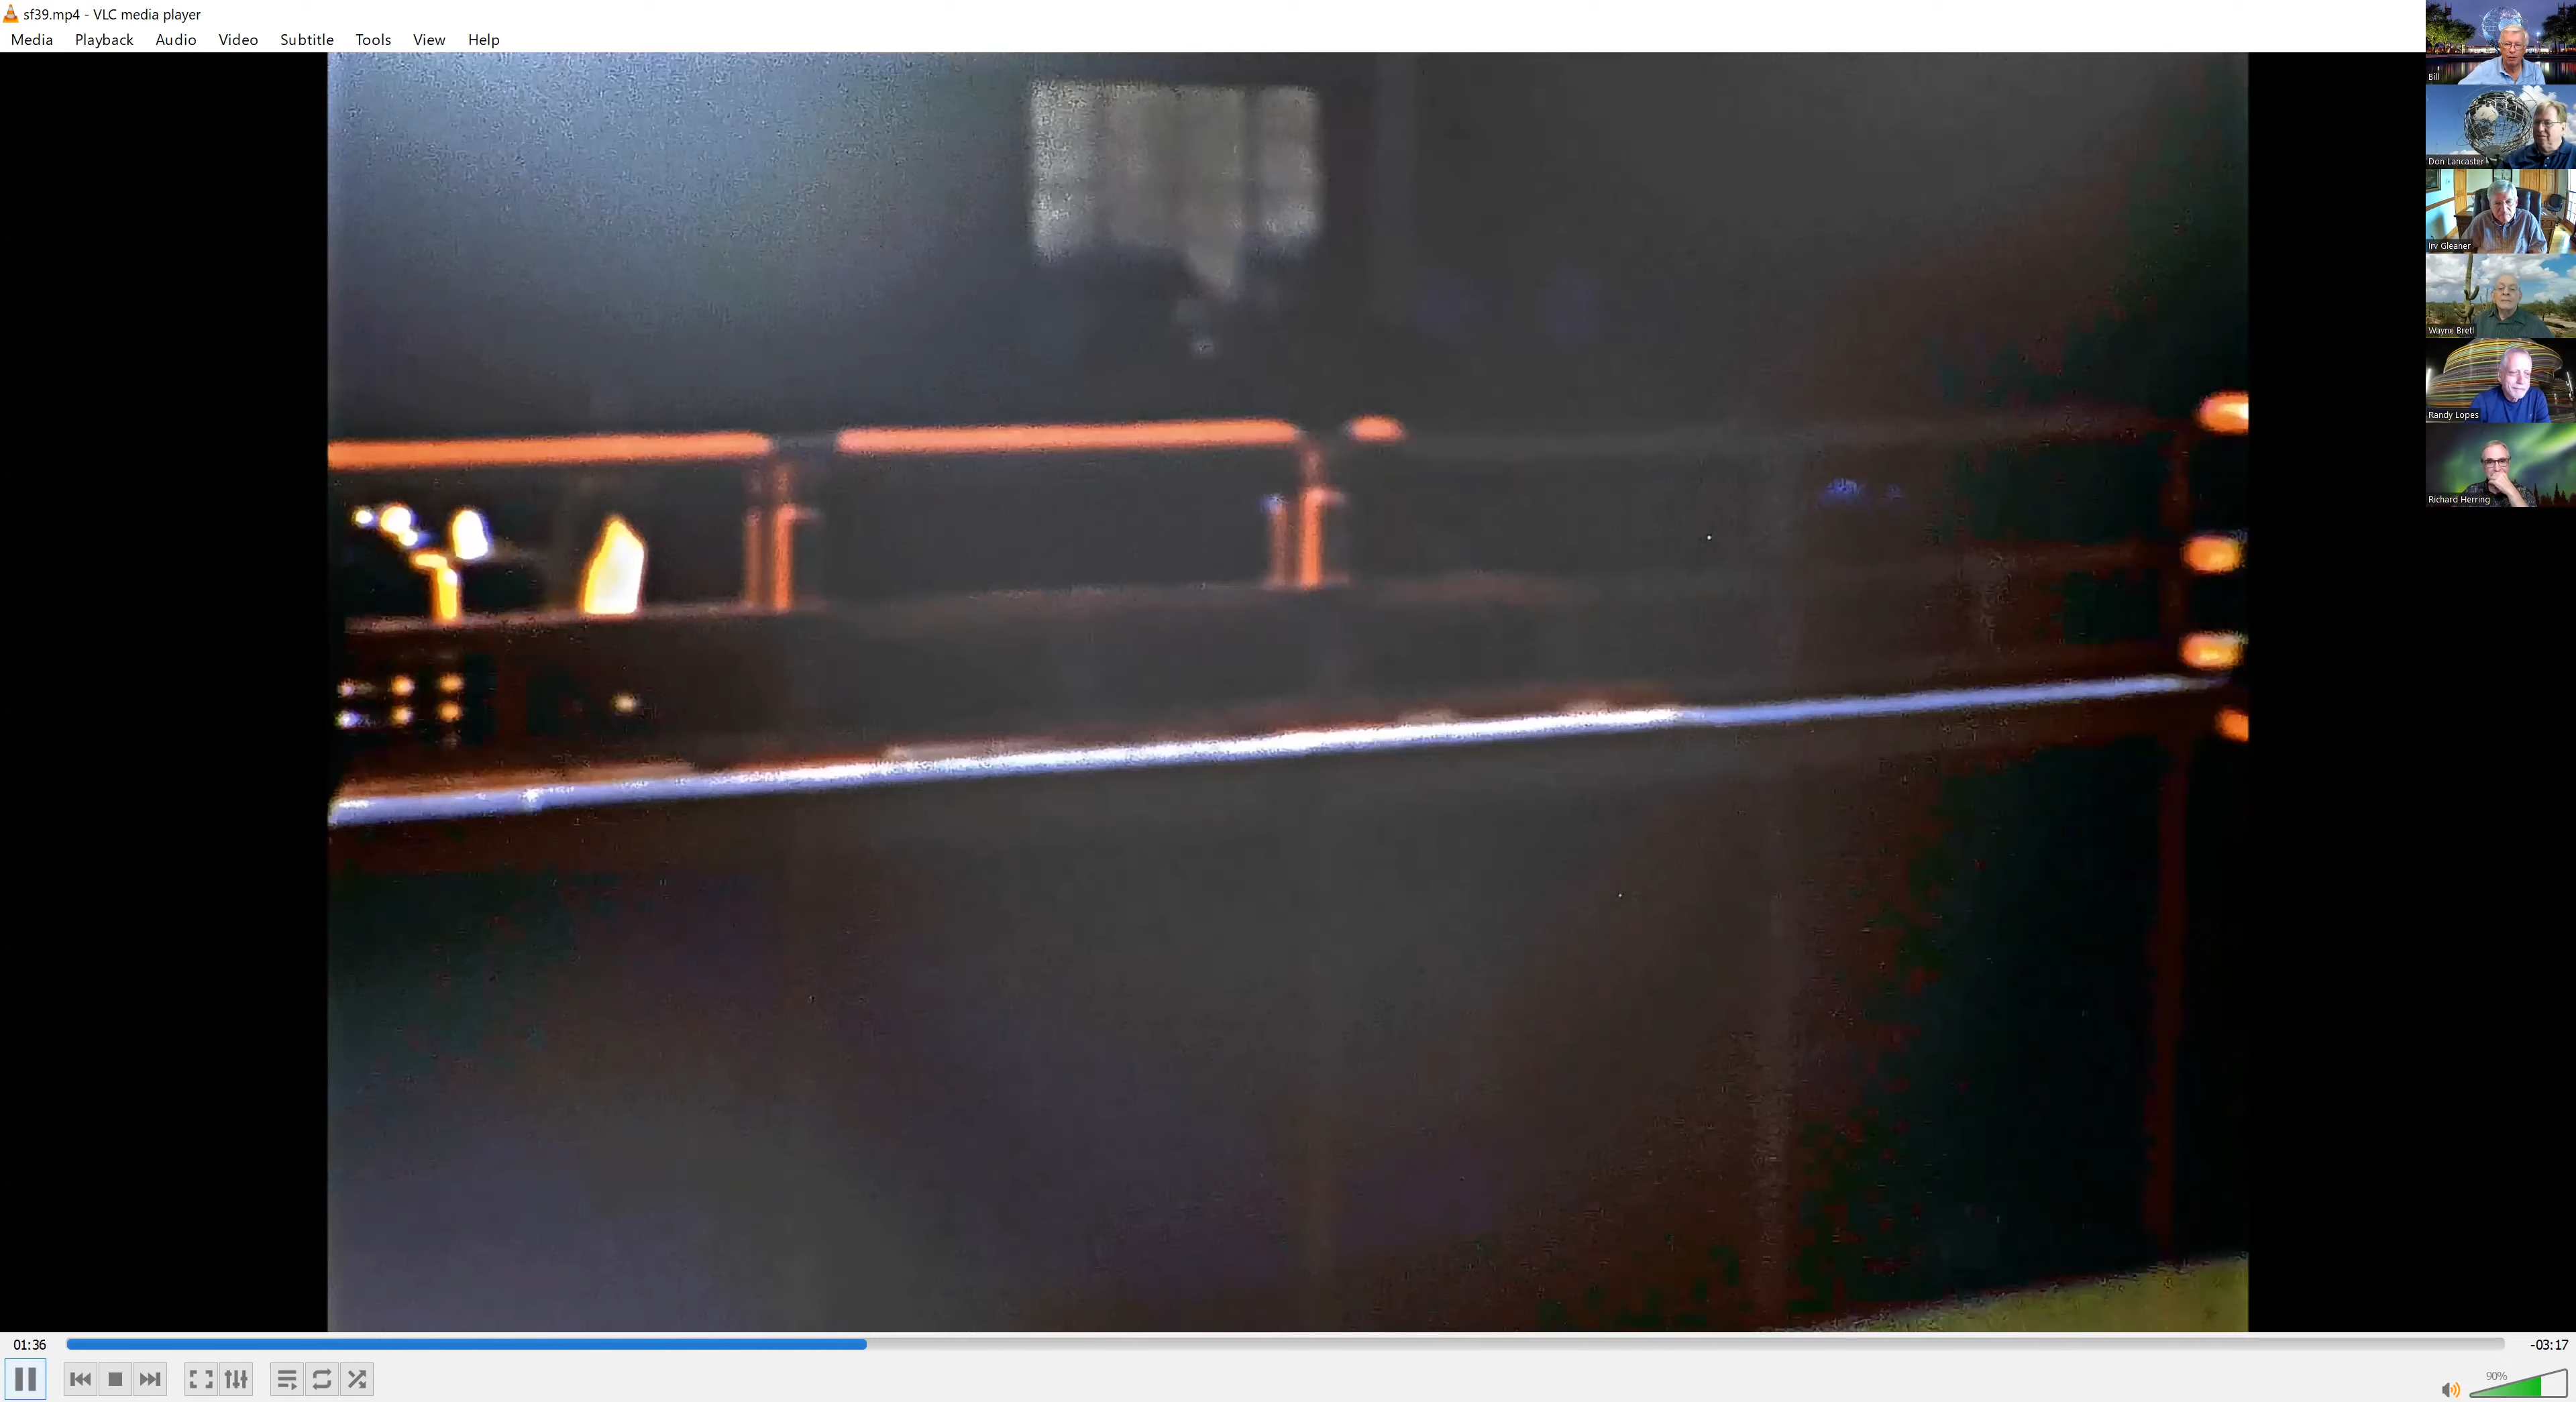 sf39.mp4 - VLC media player
Media Playback Audio Video Subtitle Tools View Help
Bill
Don Lancaster
Irv Gleaner
Wayne Bretl
Randy Lopes
Richard Herring
01:36
-03:17
90%